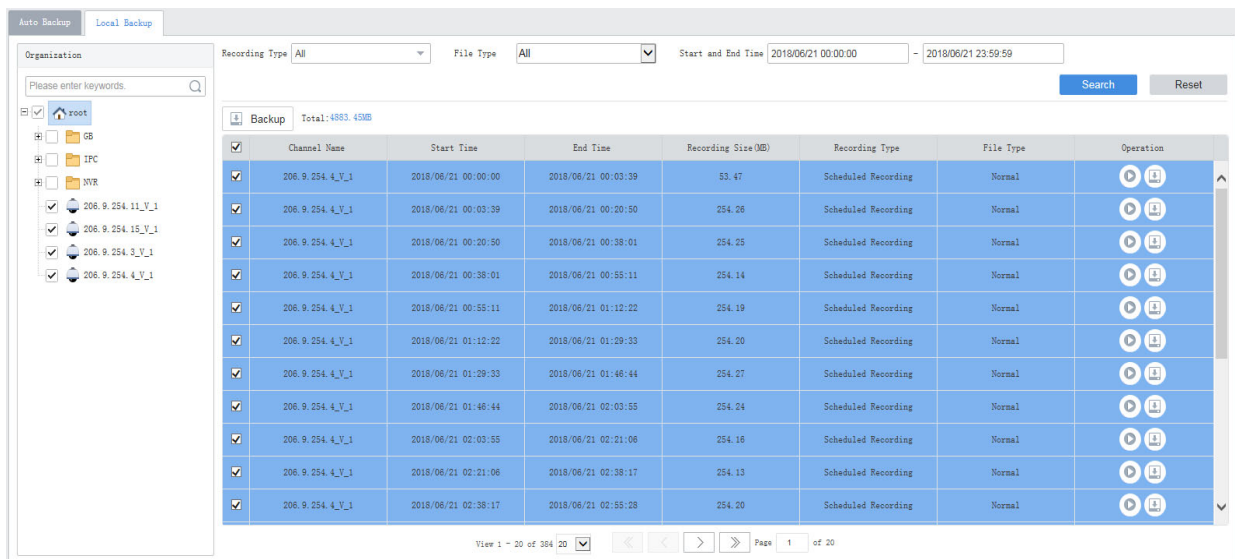 Auto Backup Local Backup
Organization
Please enter keywords.
root
GB
IPC
NVR
206.9.254.11_V_1
206.9.254.15_V_1
206.9.254.3_V_1
206.9.254.4_V_1
Recording Type All File Type All Start and End Time 2018/06/21 00:00:00 - 2018/06/21 23:59:59
Search Reset
Backup Total:4883.45MB
Channel Name Start Time End Time Recording Size(MB) Recording Type File Type Operation
206.9.254.4_V_1 2018/06/21 00:00:00 2018/06/21 00:03:39 53.47 Scheduled Recording Normal
206.9.254.4_V_1 2018/06/21 00:03:39 2018/06/21 00:20:50 254.26 Scheduled Recording Normal
206.9.254.4_V_1 2018/06/21 00:20:50 2018/06/21 00:38:01 254.25 Scheduled Recording Normal
206.9.254.4_V_1 2018/06/21 00:38:01 2018/06/21 00:55:11 254.14 Scheduled Recording Normal
206.9.254.4_V_1 2018/06/21 00:55:11 2018/06/21 01:12:22 254.19 Scheduled Recording Normal
206.9.254.4_V_1 2018/06/21 01:12:22 2018/06/21 01:29:33 254.20 Scheduled Recording Normal
206.9.254.4_V_1 2018/06/21 01:29:33 2018/06/21 01:46:44 254.27 Scheduled Recording Normal
206.9.254.4_V_1 2018/06/21 01:46:44 2018/06/21 02:03:55 254.24 Scheduled Recording Normal
206.9.254.4_V_1 2018/06/21 02:03:55 2018/06/21 02:21:06 254.16 Scheduled Recording Normal
206.9.254.4_V_1 2018/06/21 02:21:06 2018/06/21 02:38:17 254.13 Scheduled Recording Normal
206.9.254.4_V_1 2018/06/21 02:38:17 2018/06/21 02:55:28 254.20 Scheduled Recording Normal
View 1 - 20 of 384 20 Page 1 of 20